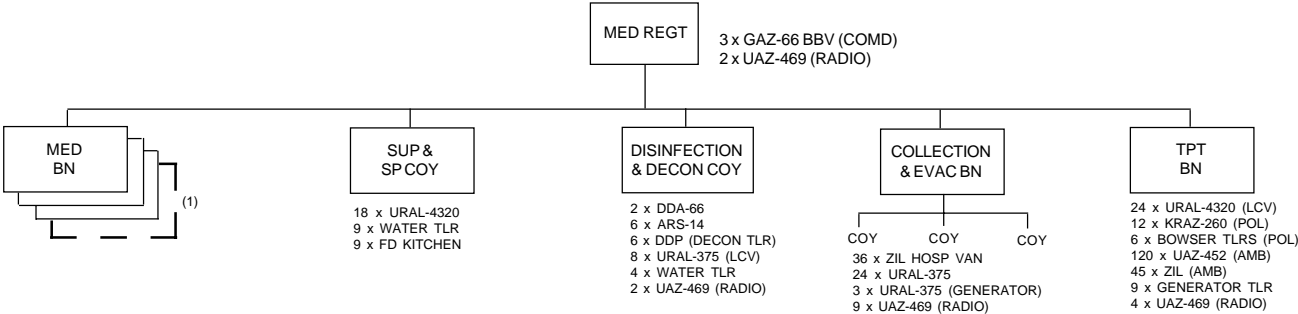 MED REGT
3 x GAZ-66 BBV (COMD)
2 x UAZ-469 (RADIO)
MED
BN
(1)
SUP &
SP COY
18 x URAL-4320
9 x WATER TLR
9 x FD KITCHEN
DISINFECTION
& DECON COY
2 x DDA-66
6 x ARS-14
6 x DDP (DECON TLR)
8 x URAL-375 (LCV)
4 x WATER TLR
2 x UAZ-469 (RADIO)
COLLECTION
& EVAC BN
COY COY COY
36 x ZIL HOSP VAN
24 x URAL-375
3 x URAL-375 (GENERATOR)
9 x UAZ-469 (RADIO)
TPT
BN
24 x URAL-4320 (LCV)
12 x KRAZ-260 (POL)
6 x BOWSER TLRS (POL)
120 x UAZ-452 (AMB)
45 x ZIL (AMB)
9 x GENERATOR TLR
4 x UAZ-469 (RADIO)